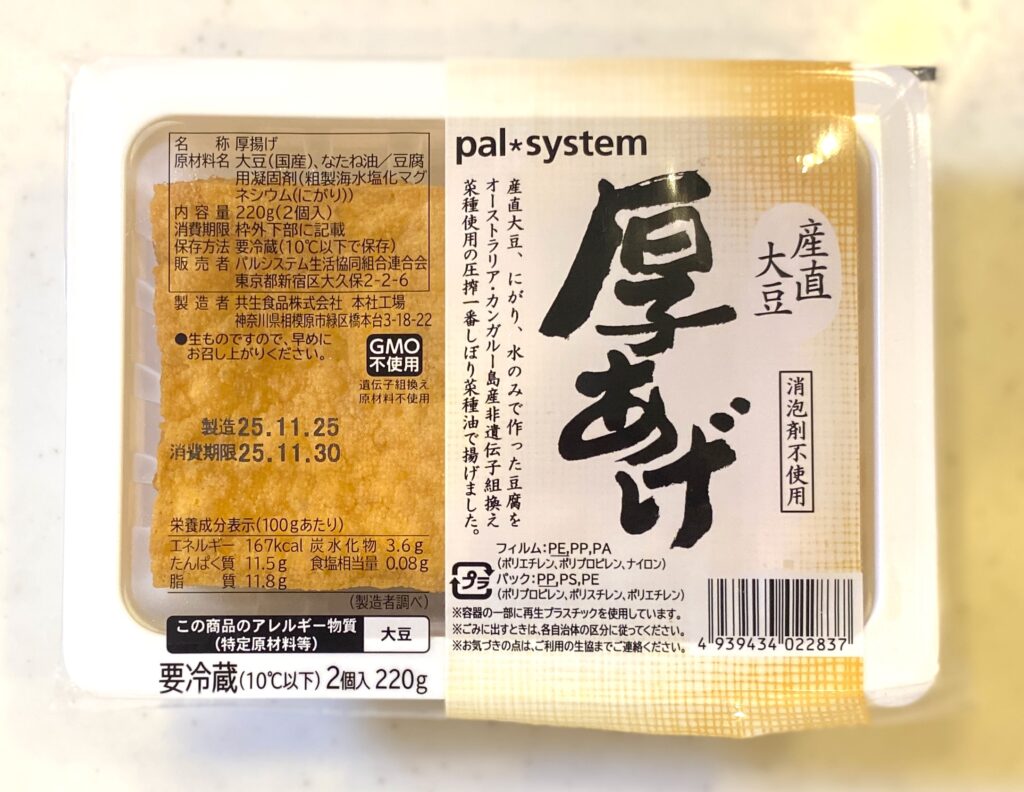 名称 厚揚げ
原材料名 大豆(国産)、なたね油/豆腐
用凝固剤(粗製海水塩化マグ
ネシウム(にがり))
内容量 220g(2個入)
消費期限 枠外下部に記載
保存方法 要冷蔵(10℃以下で保存)
販売者 パルシステム生活協同組合連合会
東京都新宿区大久保2-2-6
製造者 共生食品株式会社 本社工場
神奈川県相模原市緑区橋本台3-18-22
●生ものですので、早めに
お召し上がりください。
GMO
不使用
遺伝子組換え
原材料不使用
製造25.11.25
消費期限25.11.30
栄養成分表示(100gあたり)
エネルギー 167kcal 炭水化物 3.6g
たんぱく質 11.5g 食塩相当量 0.08g
脂質 11.8g
(製造者調べ)
この商品のアレルギー物質
(特定原材料等)
大豆
要冷蔵(10℃以下) 2個入 220g
pal*system
産直
大豆
厚あげ
消泡剤不使用
産直大豆、にがり、水のみで作った豆腐を
オーストラリア・カンガルー島産非遺伝子組換え
菜種使用の圧搾一番しぼり菜種油で揚げました。
プラ
フィルム:PE,PP,PA
(ポリエチレン、ポリプロピレン、ナイロン)
パック:PP,PS,PE
(ポリプロピレン、ポリスチレン、ポリエチレン)
※容器の一部に再生プラスチックを使用しています。
※ごみに出すときは、各自治体の区分に従ってください。
※お気づきの点は、ご利用の生協までご連絡ください。
4 939434 022837